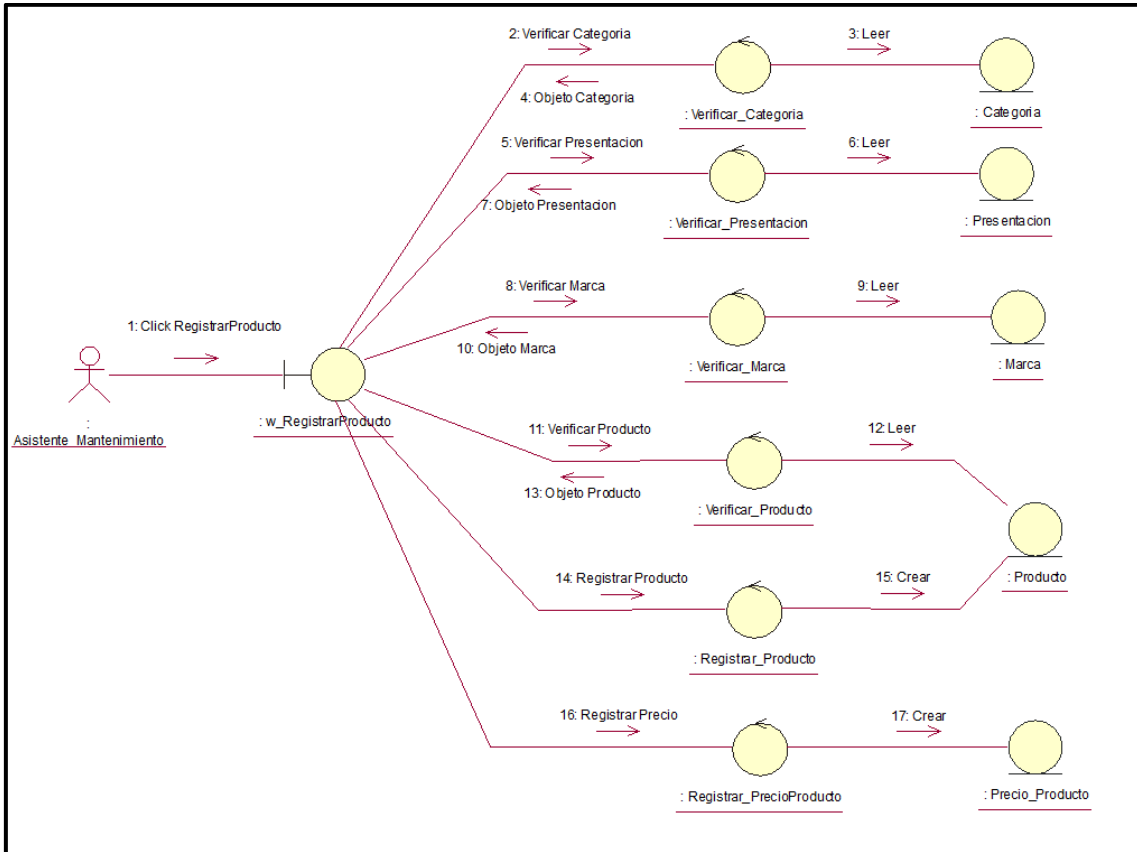 2: Verificar Categoria
3: Leer
4: Objeto Categoria
: Verificar_Categoria
: Categoria
5: Verificar Presentacion
6: Leer
7: Objeto Presentacion
: Verificar_Presentacion
: Presentacion
8: Verificar Marca
9: Leer
10: Objeto Marca
: Verificar_Marca
: Marca
1: Click RegistrarProducto
:
Asistente_Mantenimiento
: w_RegistrarProducto
11: Verificar Producto
12: Leer
13: Objeto Producto
: Verificar_Producto
: Producto
14: Registrar Producto
15: Crear
: Registrar_Producto
16: Registrar Precio
17: Crear
: Registrar_PrecioProducto
: Precio_Producto